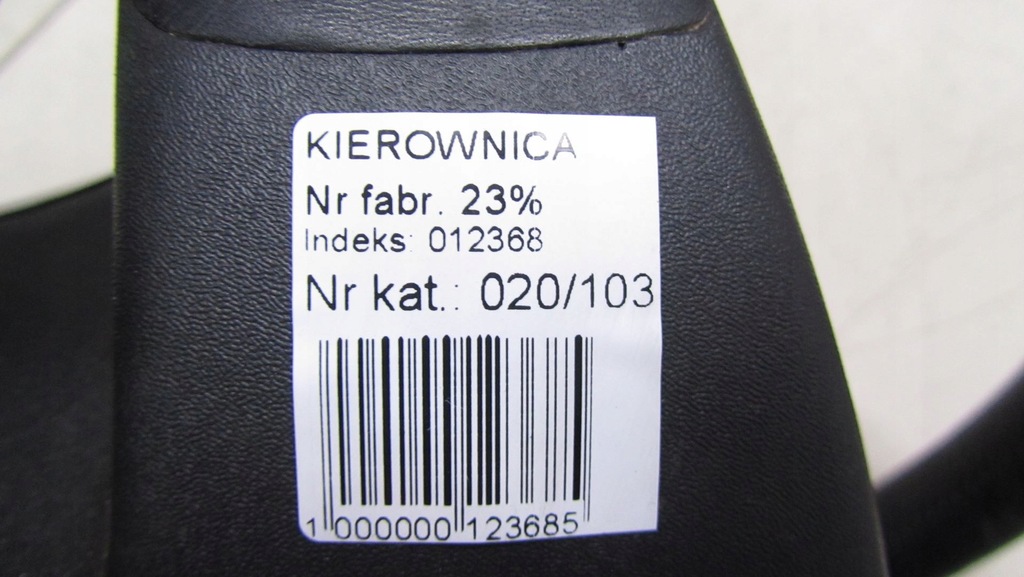 KIEROWNICA
Nr fabr. 23%
Indeks: 012368
Nr kat.: 020/103
1 000000 123685